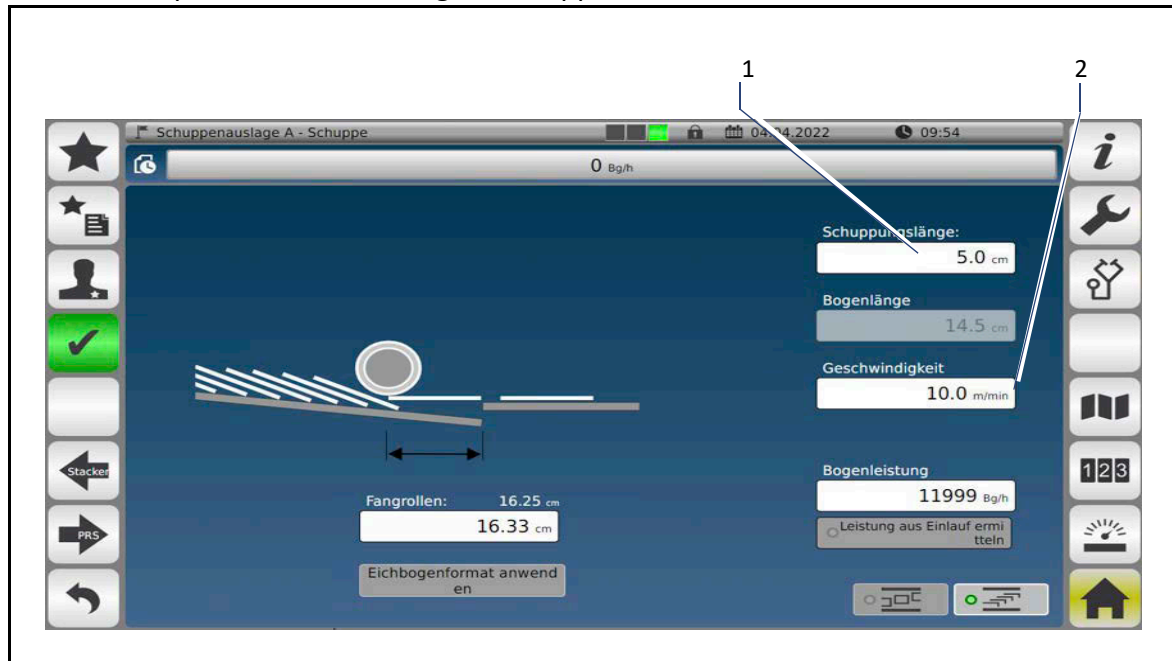 1 2
Schuppenauslage A - Schuppe 04.04.2022 09:54
0 Bg/h
Schuppungslänge:
5.0 cm
Bogenlänge
14.5 cm
Geschwindigkeit
10.0 m/min
Stacker
123
Bogenleistung
11999 Bg/h
Fangrollen: 16.25 cm
16.33 cm
Leistung aus Einlauf ermi
tteln
PRS
Eichbogenformat anwend
en